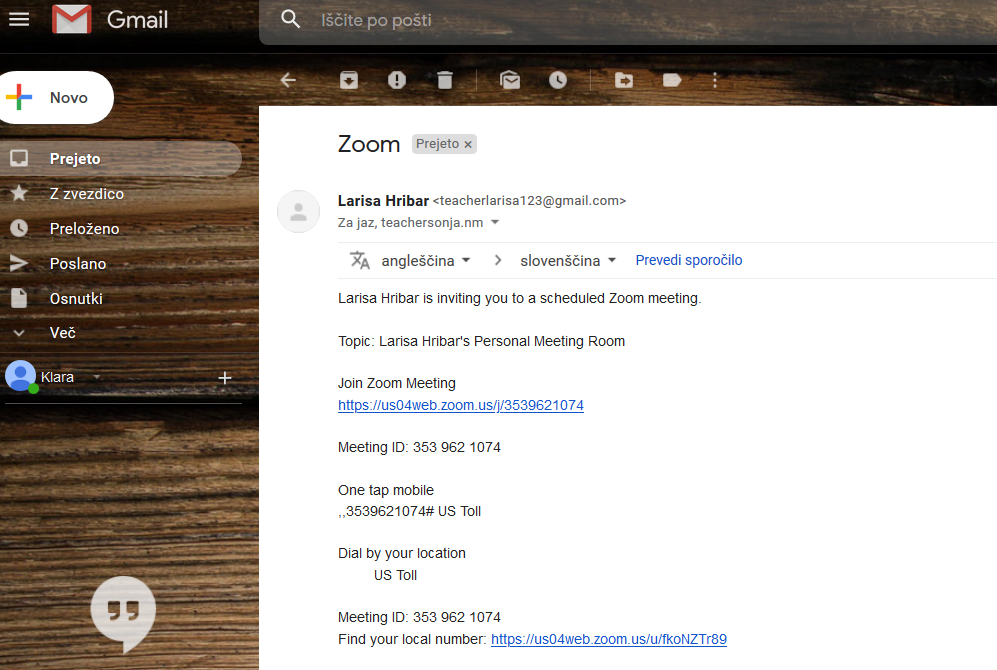 Gmail
Iščite po pošti
Novo
Prejeto
Z zvezdico
Preloženo
Poslano
Osnutki
Več
Klara
Zoom
Prejeto ×
Larisa Hribar <teacherlarisa123@gmail.com>
Za jaz, teachersonja.nm
angleščina > slovenščina Prevedi sporočilo
Larisa Hribar is inviting you to a scheduled Zoom meeting.
Topic: Larisa Hribar's Personal Meeting Room
Join Zoom Meeting
https://us04web.zoom.us/j/3539621074
Meeting ID: 353 962 1074
One tap mobile
,,3539621074# US Toll
Dial by your location
US Toll
Meeting ID: 353 962 1074
Find your local number: https://us04web.zoom.us/u/fkoNZTr89